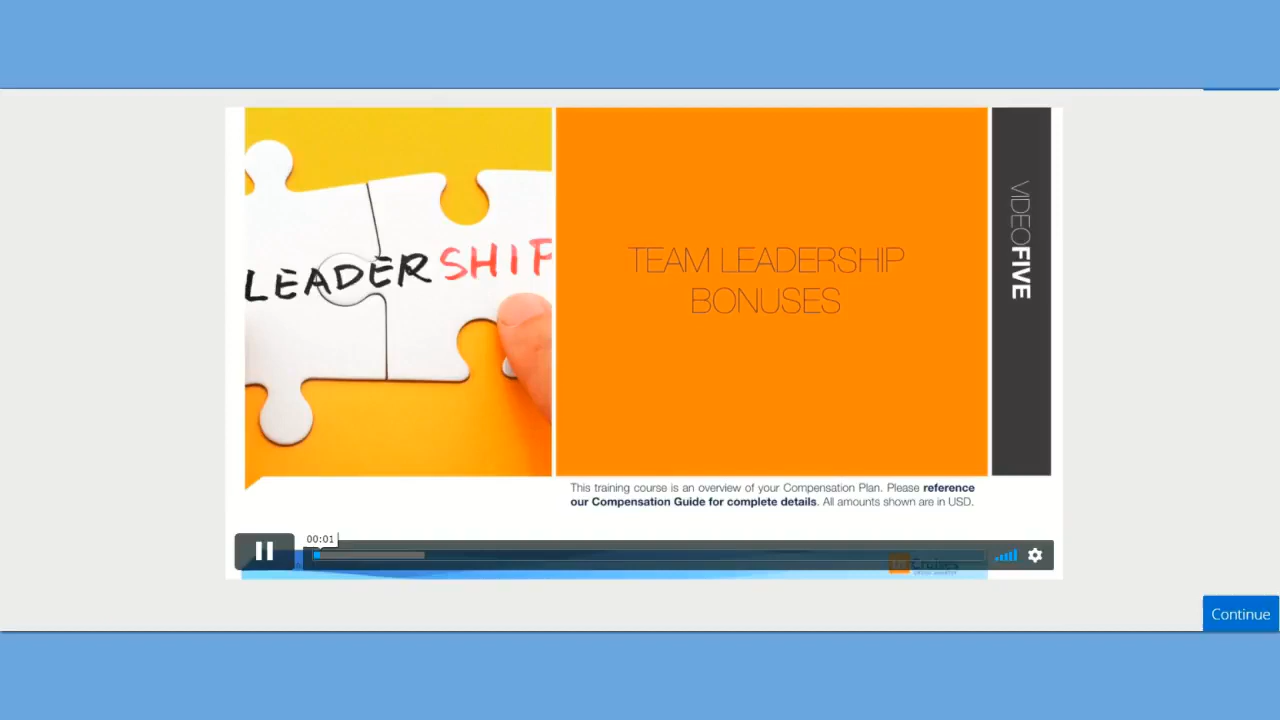 LEADERSHIP
TEAM LEADERSHIP
BONUSES
VIDEOFIVE
This training course is an overview of your Compensation Plan. Please reference
our Compensation Guide for complete details. All amounts shown are in USD.
00:01
Cruises
Continue